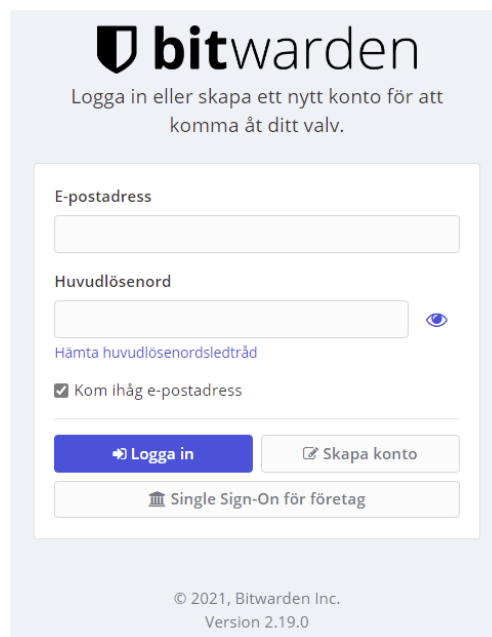 bitwarden
Logga in eller skapa ett nytt konto för att
komma åt ditt valv.
E-postadress
Huvudlösenord
Hämta huvudlösenordsledtråd
Kom ihåg e-postadress
Logga in
Skapa konto
Single Sign-On för företag
© 2021, Bitwarden Inc.
Version 2.19.0